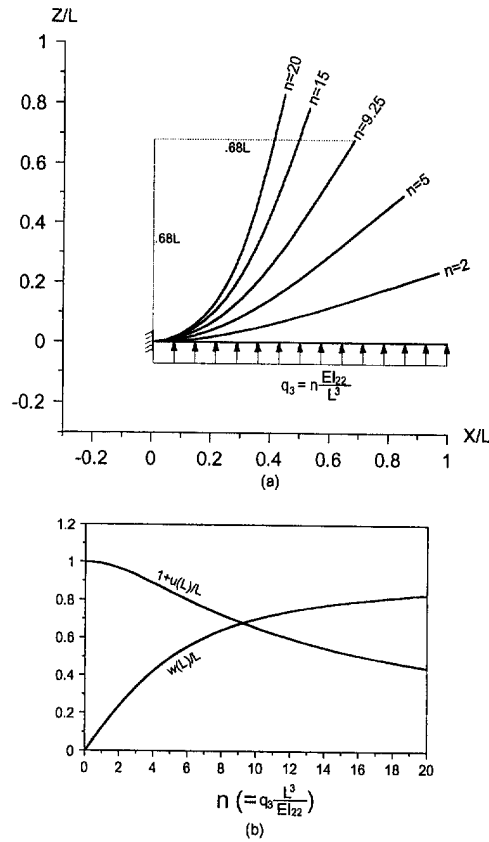 Z/L
1
0.8
0.6
0.4
0.2
0
-0.2
n=20
n=15
n=9.25
n=5
n=2
.68L
.68L
q₃ = n EI₂₂/L³
-0.2 0 0.2 0.4 0.6 0.8 1
X/L
(a)
1.2
1
0.8
0.6
0.4
0.2
0
1+u(L)/L
w(L)/L
0 2 4 6 8 10 12 14 16 18 20
n (=q₃ L³/EI₂₂)
(b)